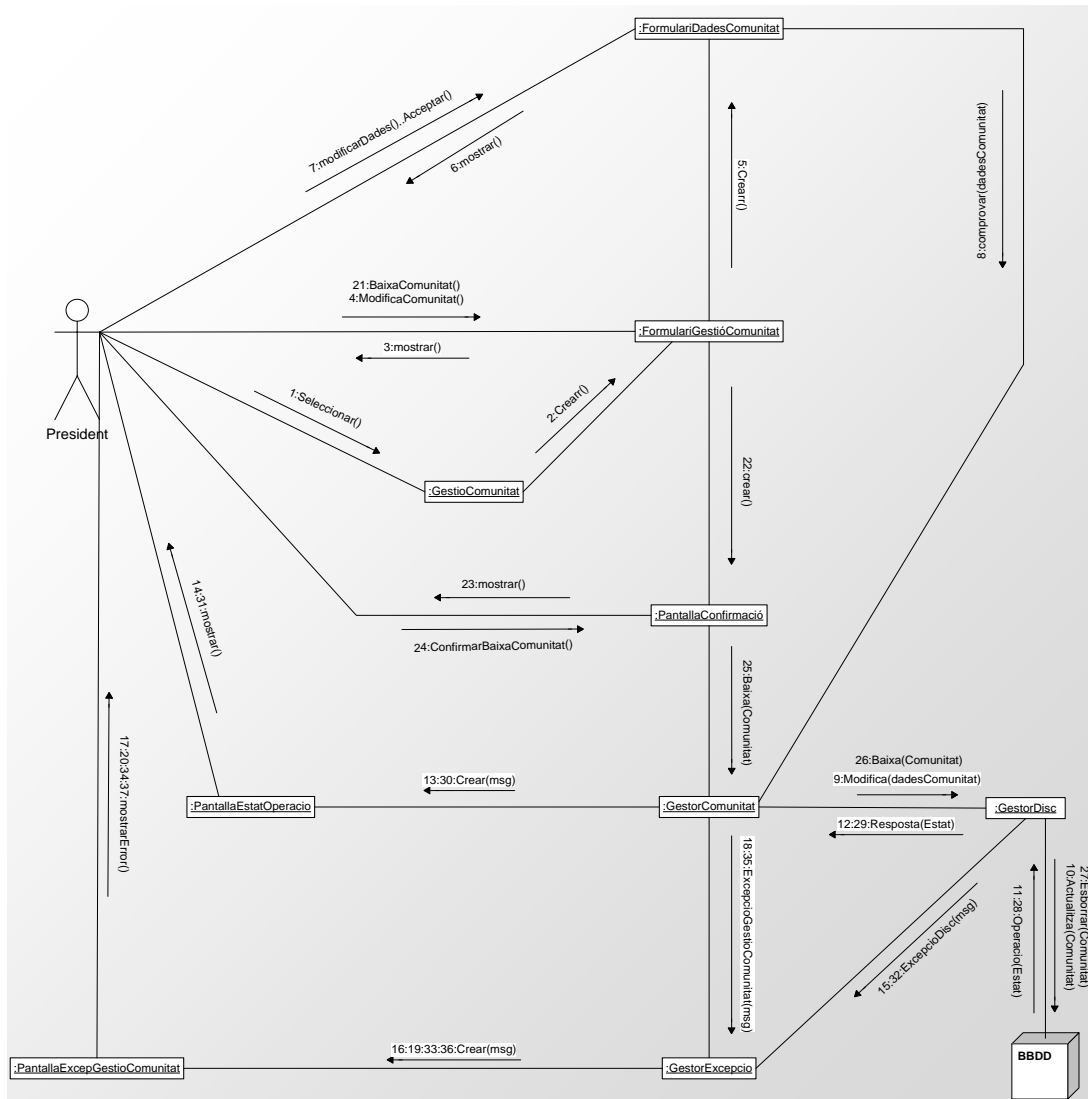 :FormulariDadesComunitat
7:modificarDades()..Acceptar()
6:mostrar()
5:Crearr()
8:comprovar(dadesComunitat)
21:BaixaComunitat()
4:ModificaComunitat()
:FormulariGestióComunitat
3:mostrar()
1:Seleccionar()
2:Crearr()
President
:GestioComunitat
22:crear()
14:31:mostrar()
23:mostrar()
:PantallaConfirmació
24:ConfirmarBaixaComunitat()
25:Baixa(Comunitat)
17:20:34:37:mostrarError()
26:Baixa(Comunitat)
9:Modifica(dadesComunitat)
13:30:Crear(msg)
:PantallaEstatOperacio
:GestorComunitat
:GestorDisc
12:29:Resposta(Estat)
18:35:ExcepcioGestioComunitat(msg)
15:32:ExcepcioDisc(msg)
11:28:Operacio(Estat)
27:Esborrar(Comunitat)
10:Actualitza(Comunitat)
16:19:33:36:Crear(msg)
:PantallaExcepGestioComunitat
:GestorExcepcio
BBDD